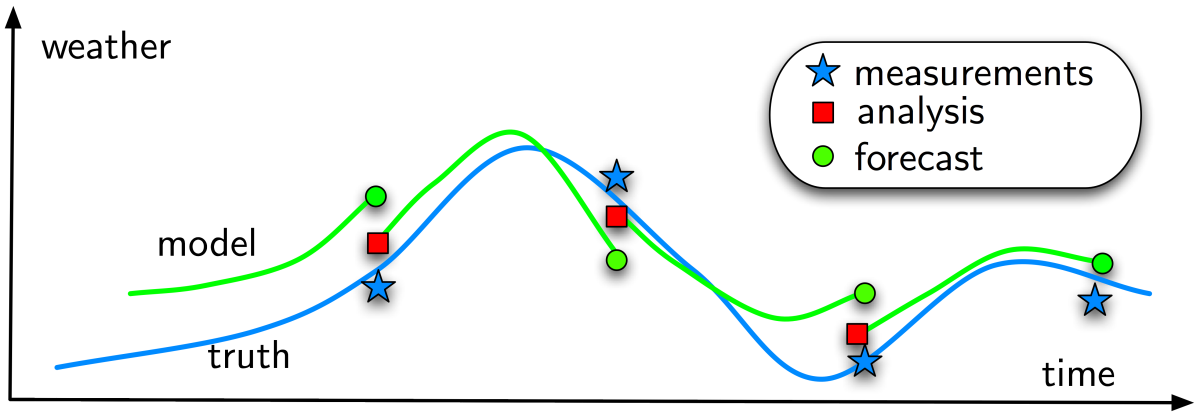 weather
measurements
analysis
forecast
model
truth
time